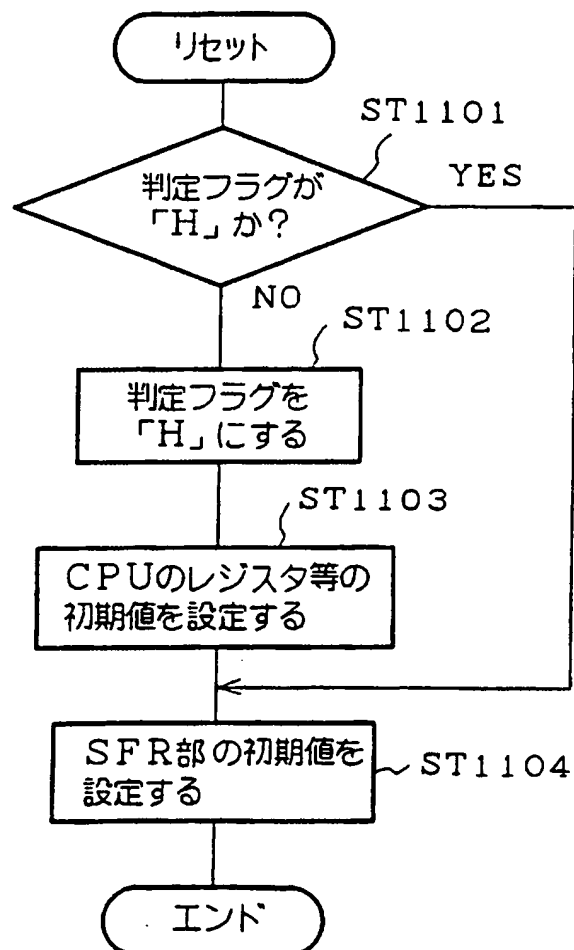 リセット
ST1101
判定フラグが
「H」か?
YES
NO
ST1102
判定フラグを
「H」にする
ST1103
CPUのレジスタ等の
初期値を設定する
SFR部の初期値を
設定する
ST1104
エンド